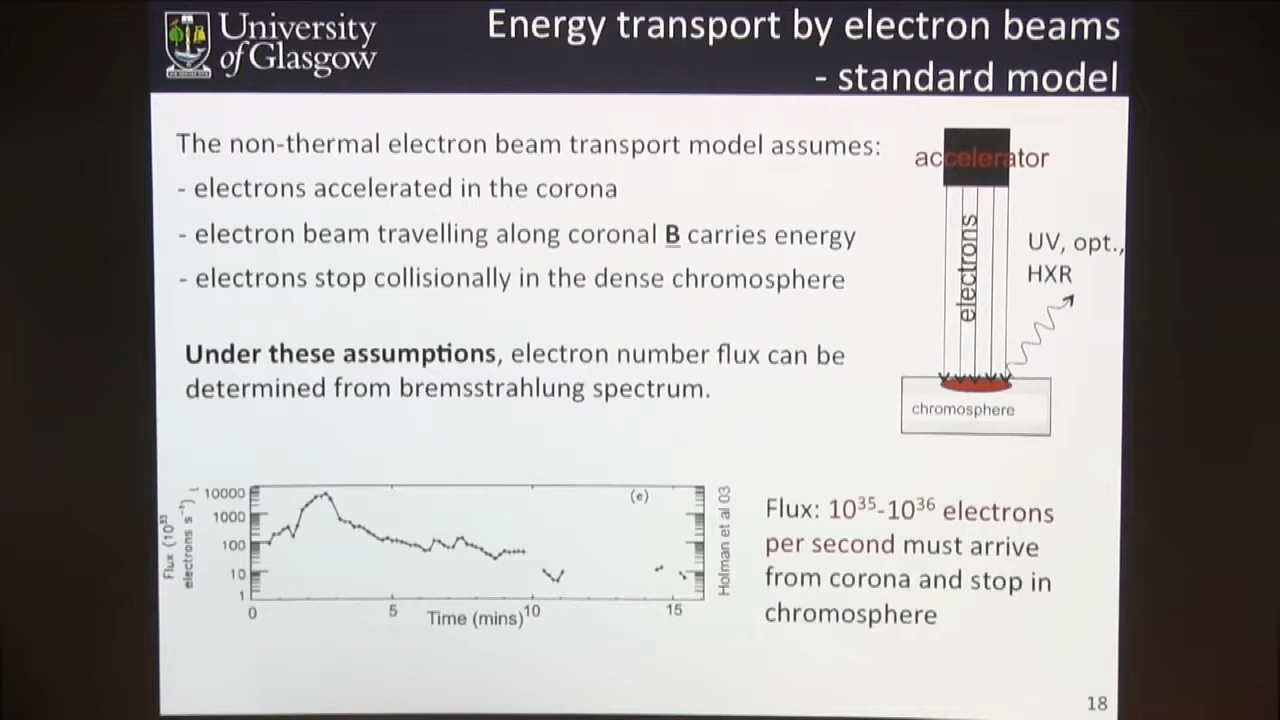 University
of Glasgow
Energy transport by electron beams
- standard model
The non-thermal electron beam transport model assumes:
- electrons accelerated in the corona
- electron beam travelling along coronal B carries energy
- electrons stop collisionally in the dense chromosphere
Under these assumptions, electron number flux can be
determined from bremsstrahlung spectrum.
accelerator
electrons
UV, opt.,
HXR
chromosphere
Flux (10³³
electrons s⁻¹)
10000
1000
100
10
1
(e)
0
5
10
15
Time (mins)
Holman et al 03
Flux: 10³⁵-10³⁶ electrons
per second must arrive
from corona and stop in
chromosphere
18